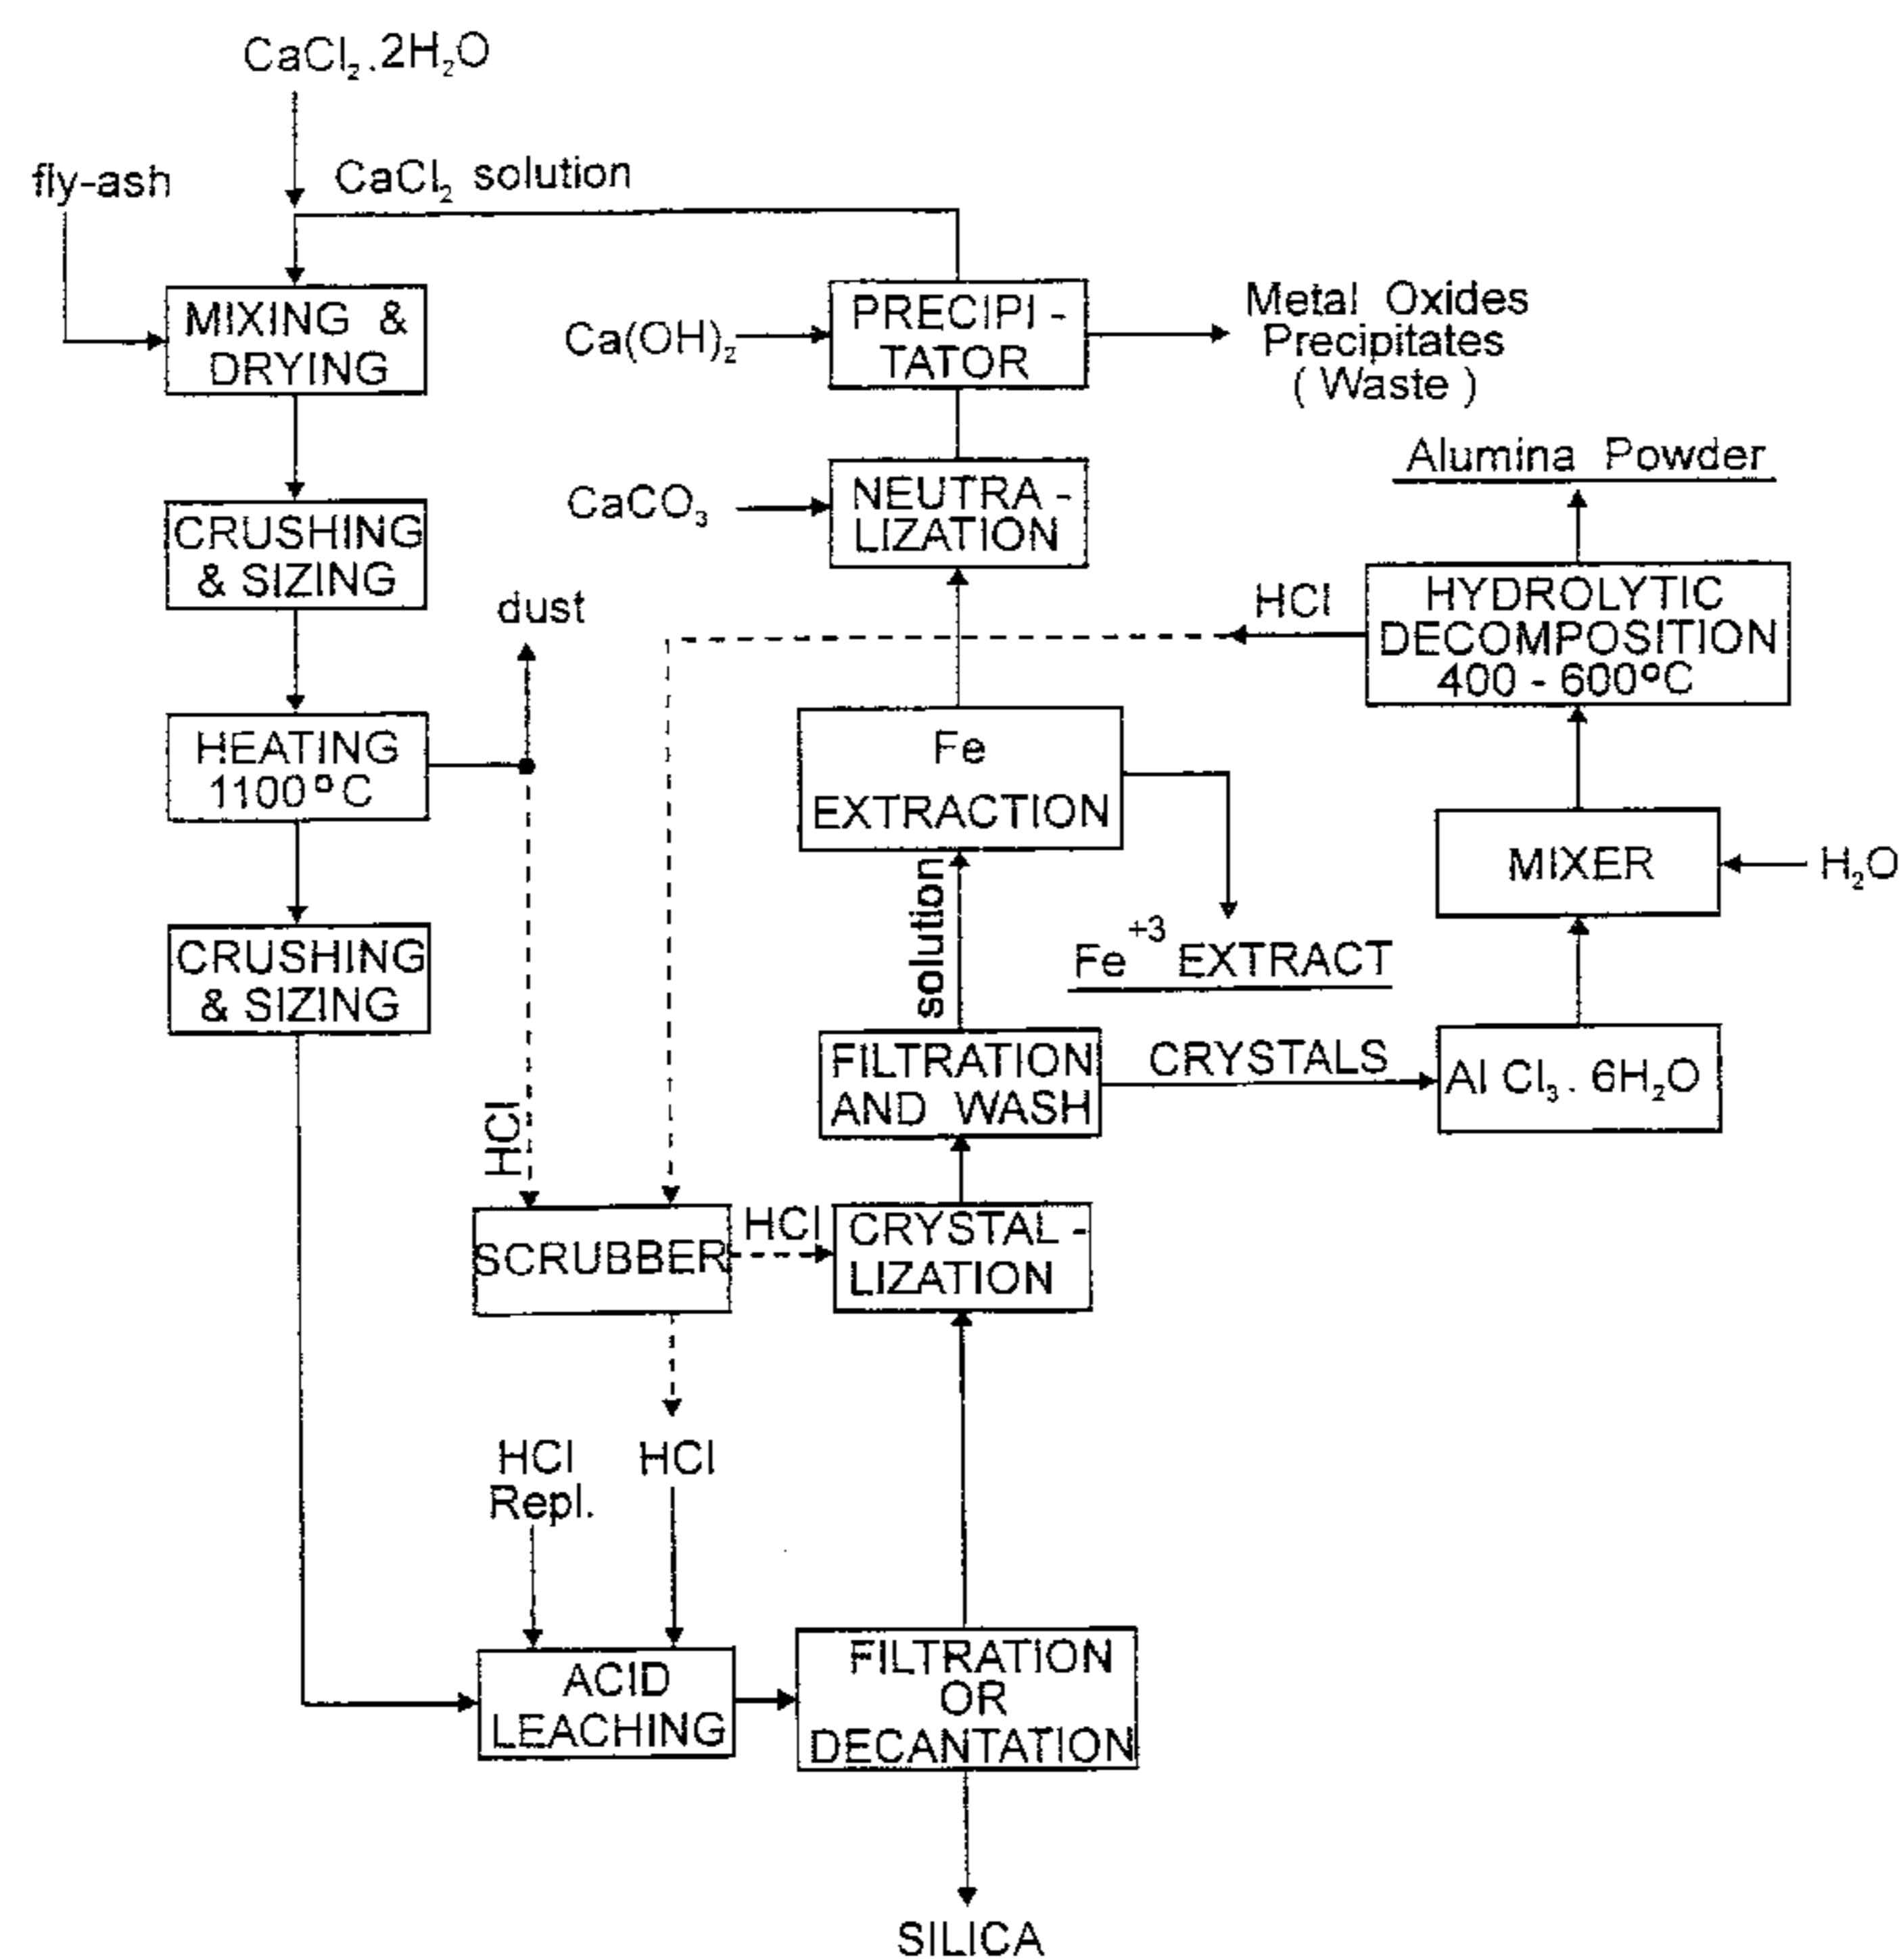 CaCl₂.2H₂O
fly-ash
CaCl₂ solution
MIXING &
DRYING
Ca(OH)₂
PRECIPI -
TATOR
Metal Oxides
Precipitates
( Waste )
CRUSHING
& SIZING
CaCO₃
NEUTRA -
LIZATION
Alumina Powder
dust
HCl
HYDROLYTIC
DECOMPOSITION
400 - 600ºC
HEATING
1100ºC
Fe
EXTRACTION
MIXER
H₂O
solution
Fe⁺³ EXTRACT
CRUSHING
& SIZING
FILTRATION
AND WASH
CRYSTALS
Al Cl₃. 6H₂O
HCl
SCRUBBER
HCl
CRYSTAL -
LIZATION
HCl
Repl.
HCl
ACID
LEACHING
FILTRATION
OR
DECANTATION
SILICA